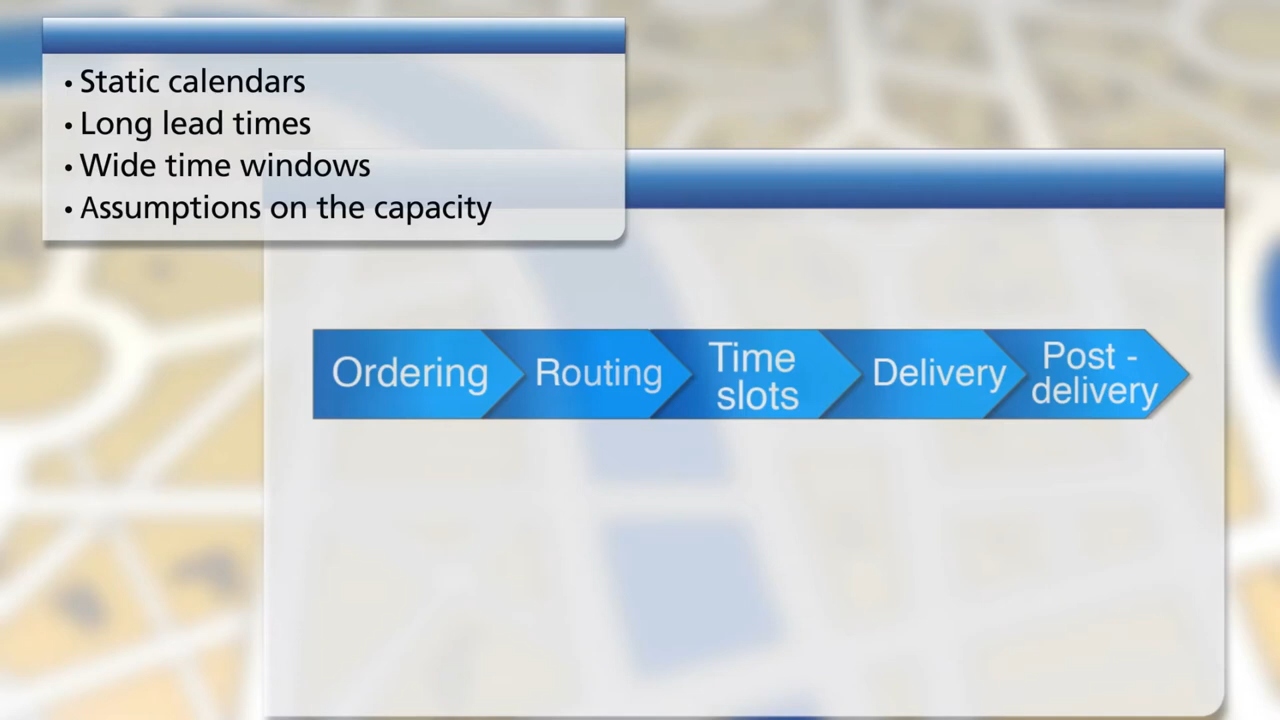 • Static calendars
• Long lead times
• Wide time windows
• Assumptions on the capacity
Ordering
Routing
Time
slots
Delivery
Post -
delivery